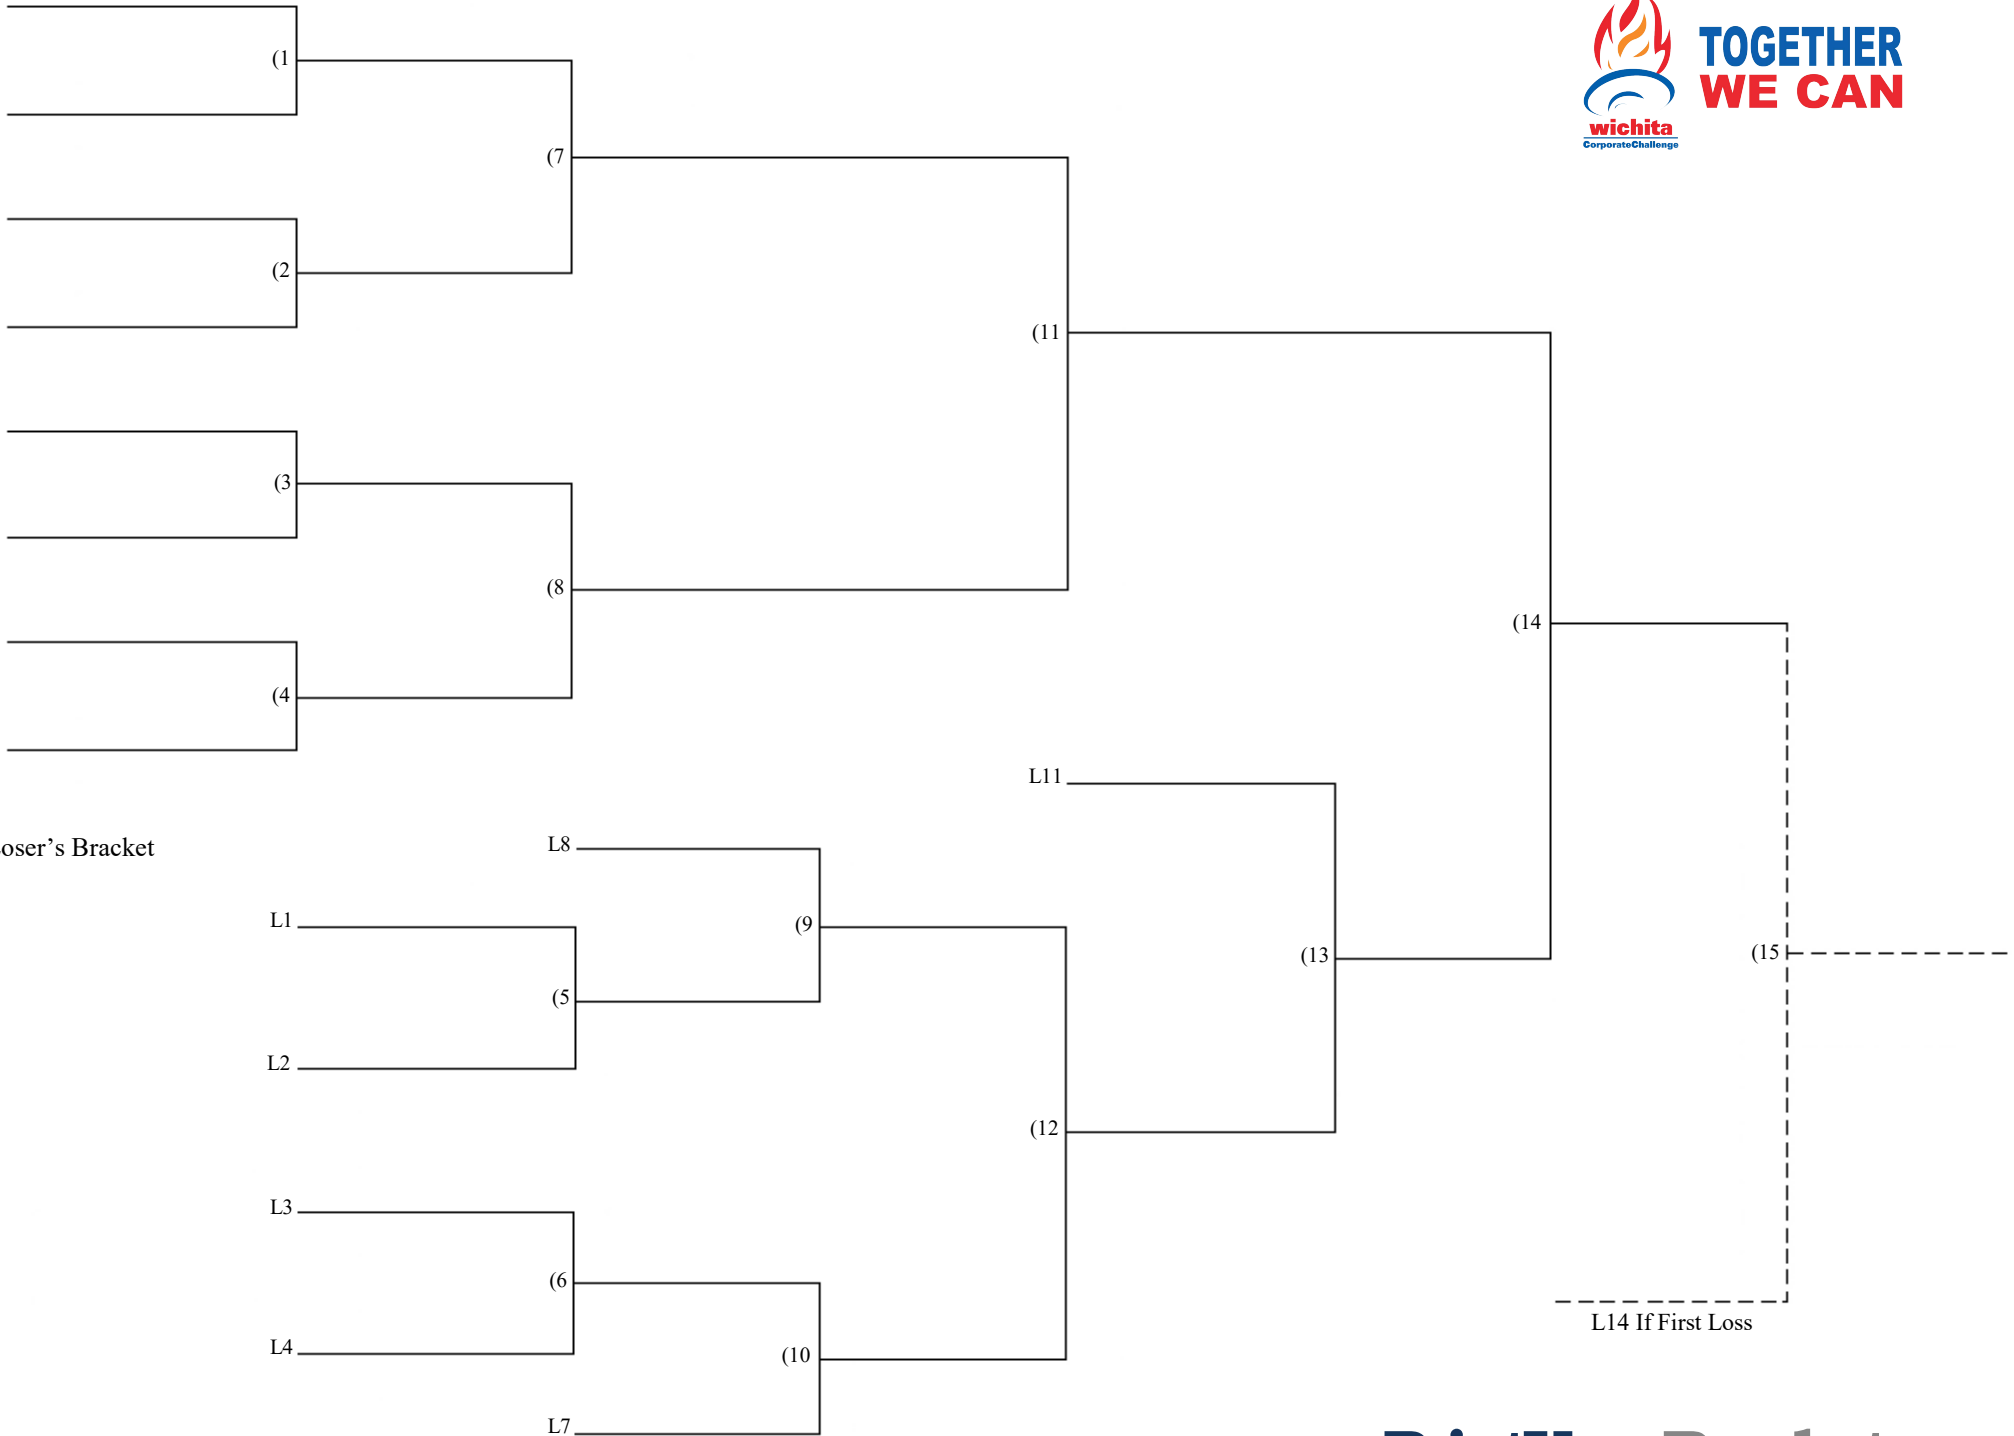 TOGETHER
WE CAN
wichita
CorporateChallenge
(1
(7
(2
(11
(3
(8
(14
(4
L11
oser’s Bracket
L8
L1
(9
(13
(15
(5
L2
(12
L3
(6
L14 If First Loss
L4
(10
L7